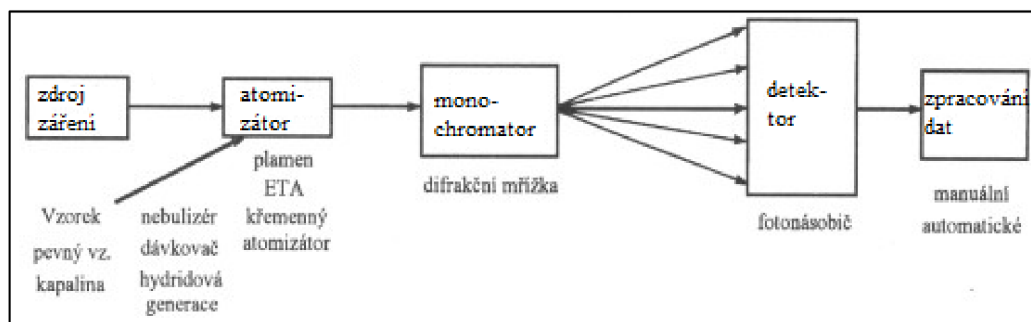 zdroj
záření
atomi-
zátor
mono-
chromator
detek-
tor
zpracování
dat
plamen
ETA
křemenný
atomizátor
difrakční mřížka
fotonásobič
manuální
automatické
Vzorek
pevný vz.
kapalina
nebulizér
dávkovač
hydridová
generace